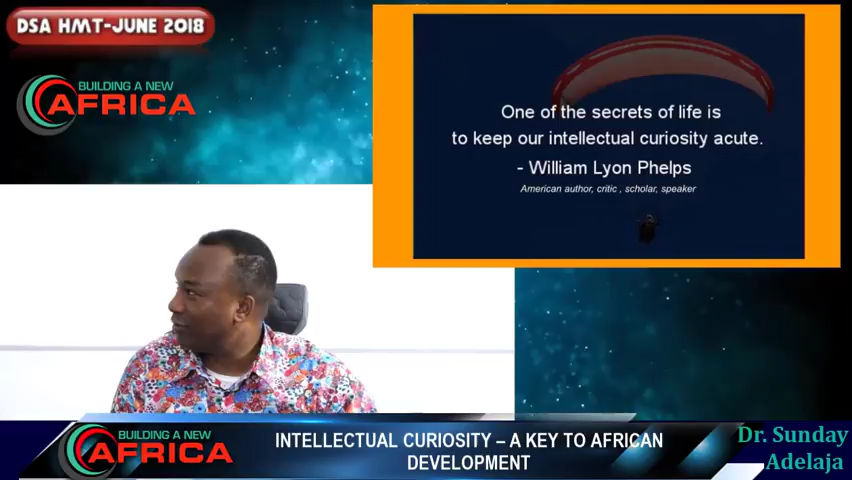 DSA HMT-JUNE 2018
BUILDING A NEW
AFRICA
One of the secrets of life is
to keep our intellectual curiosity acute.
- William Lyon Phelps
American author, critic , scholar, speaker
BUILDING A NEW
AFRICA
INTELLECTUAL CURIOSITY – A KEY TO AFRICAN
DEVELOPMENT
Dr. Sunday
Adelaja